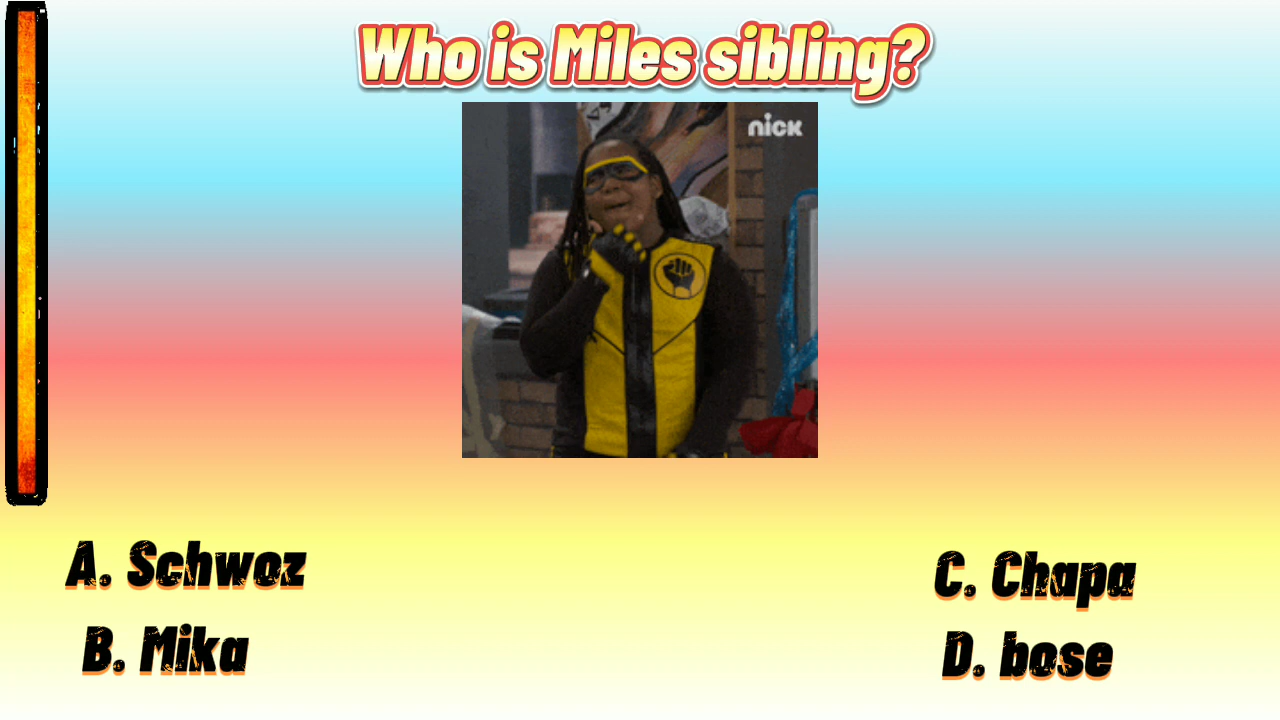 Who is Miles sibling?
nick
A. Schwoz
B. Mika
C. Chapa
D. bose